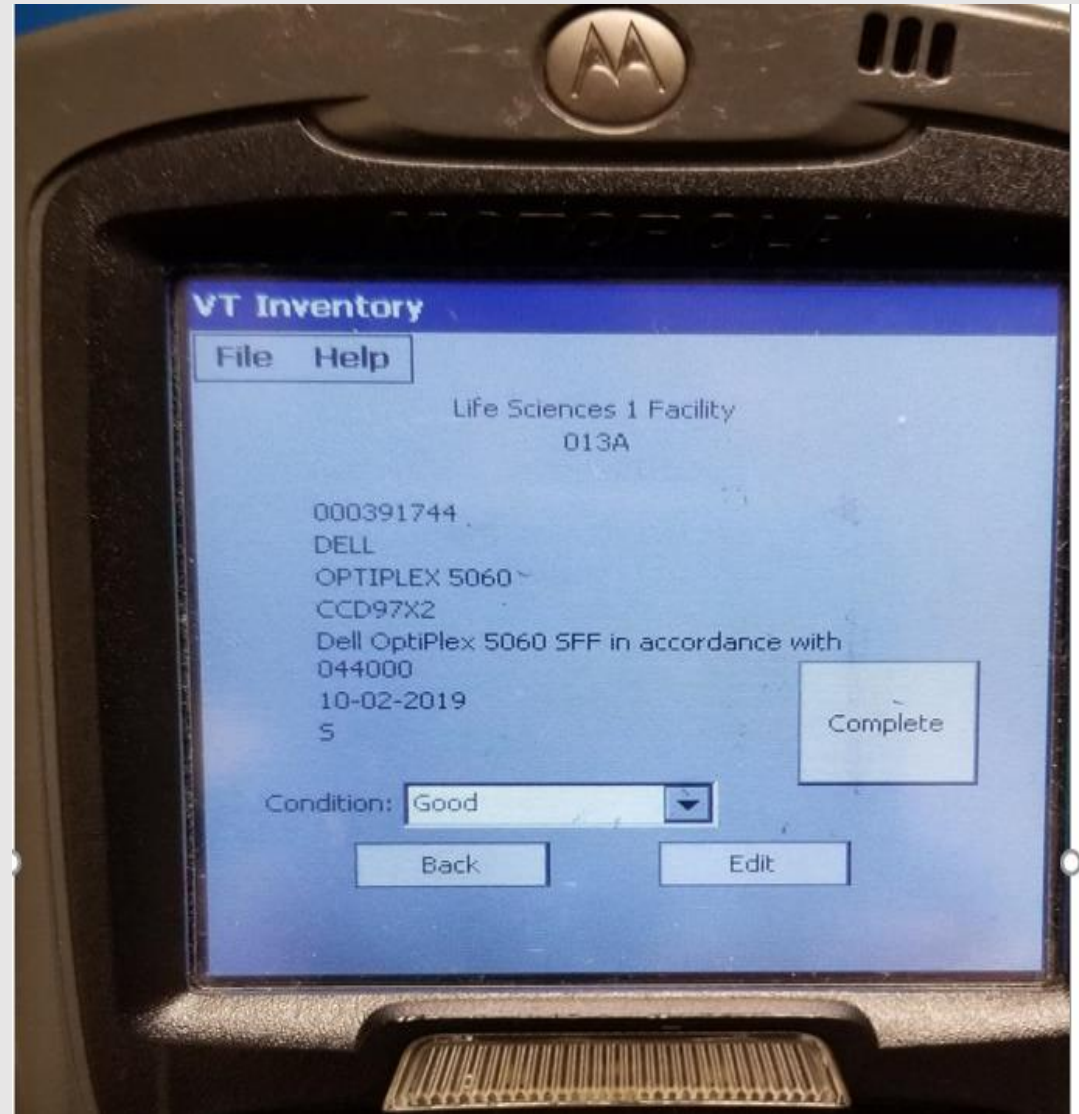 MOTOROLA
VT Inventory
File Help
Life Sciences 1 Facility
013A
000391744
DELL
OPTIPLEX 5060
CCD97X2
Dell OptiPlex 5060 SFF in accordance with
044000
10-02-2019
S
Complete
Condition: Good
Back Edit